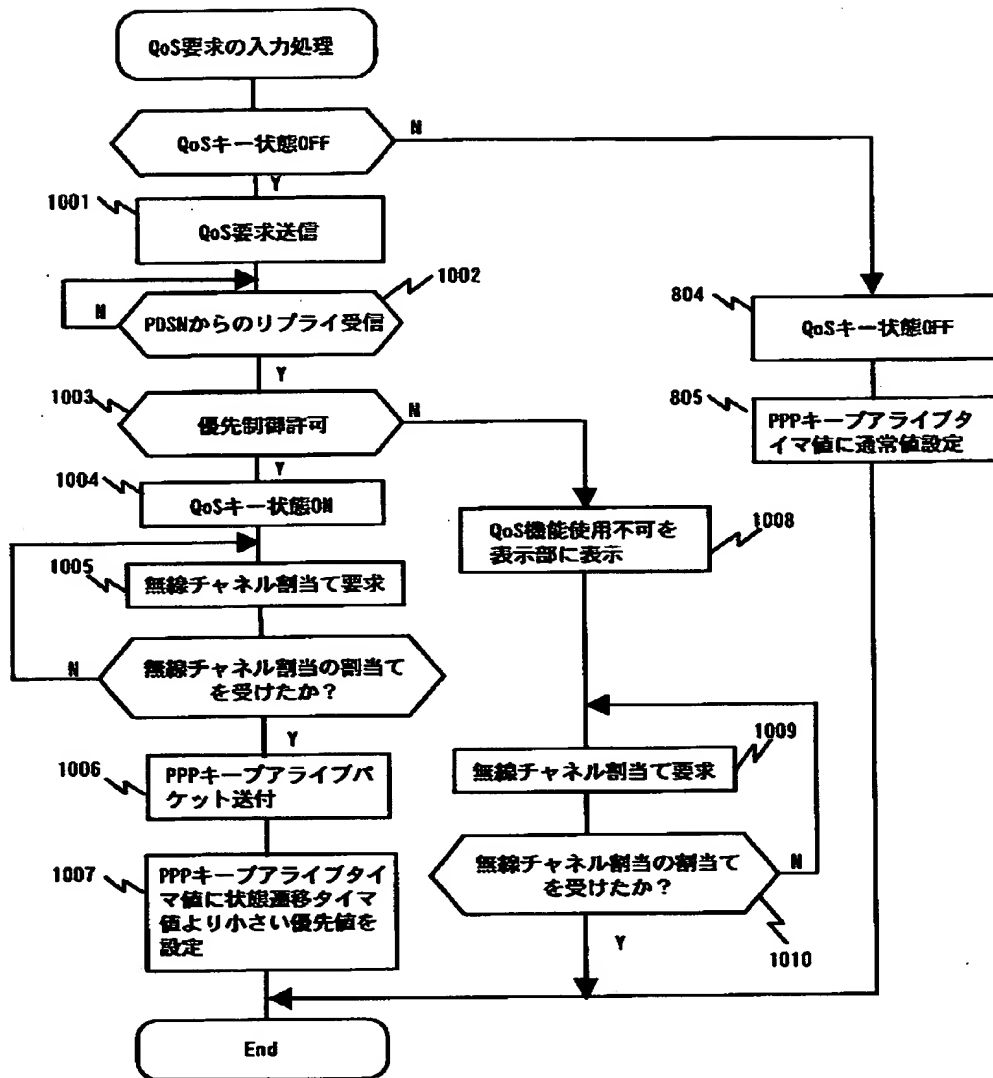 QoS要求の入力処理
QoSキー状態OFF
N
Y
1001
QoS要求送信
1002
N
PDSNからのリプライ受信
Y
804
QoSキー状態OFF
1003
優先制御許可
N
Y
805
PPPキープアライブタ
イマ値に通常値設定
1004
QoSキー状態ON
QoS機能使用不可を
表示部に表示
1008
1005
無線チャネル割当て要求
無線チャネル割当の割当て
を受けたか？
N
Y
1009
無線チャネル割当て要求
1006
PPPキープアライブパ
ケット送付
無線チャネル割当の割当て
を受けたか？
N
Y
1010
1007
PPPキープアライブタイ
マ値に状態遷移タイマ
値より小さい優先値を
設定
End